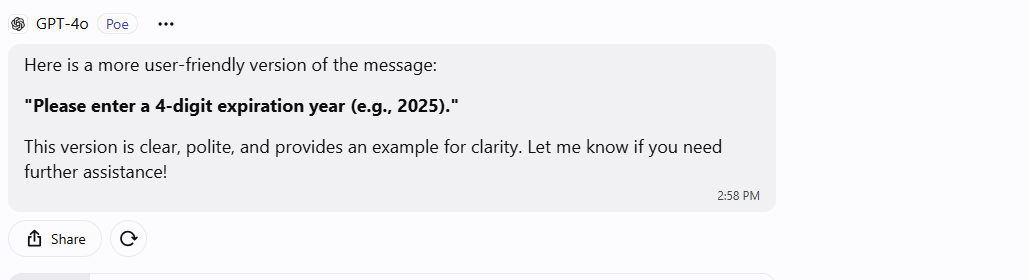 GPT-4o Poe
Here is a more user-friendly version of the message:
"Please enter a 4-digit expiration year (e.g., 2025)."
This version is clear, polite, and provides an example for clarity. Let me know if you need
further assistance!
2:58 PM
Share